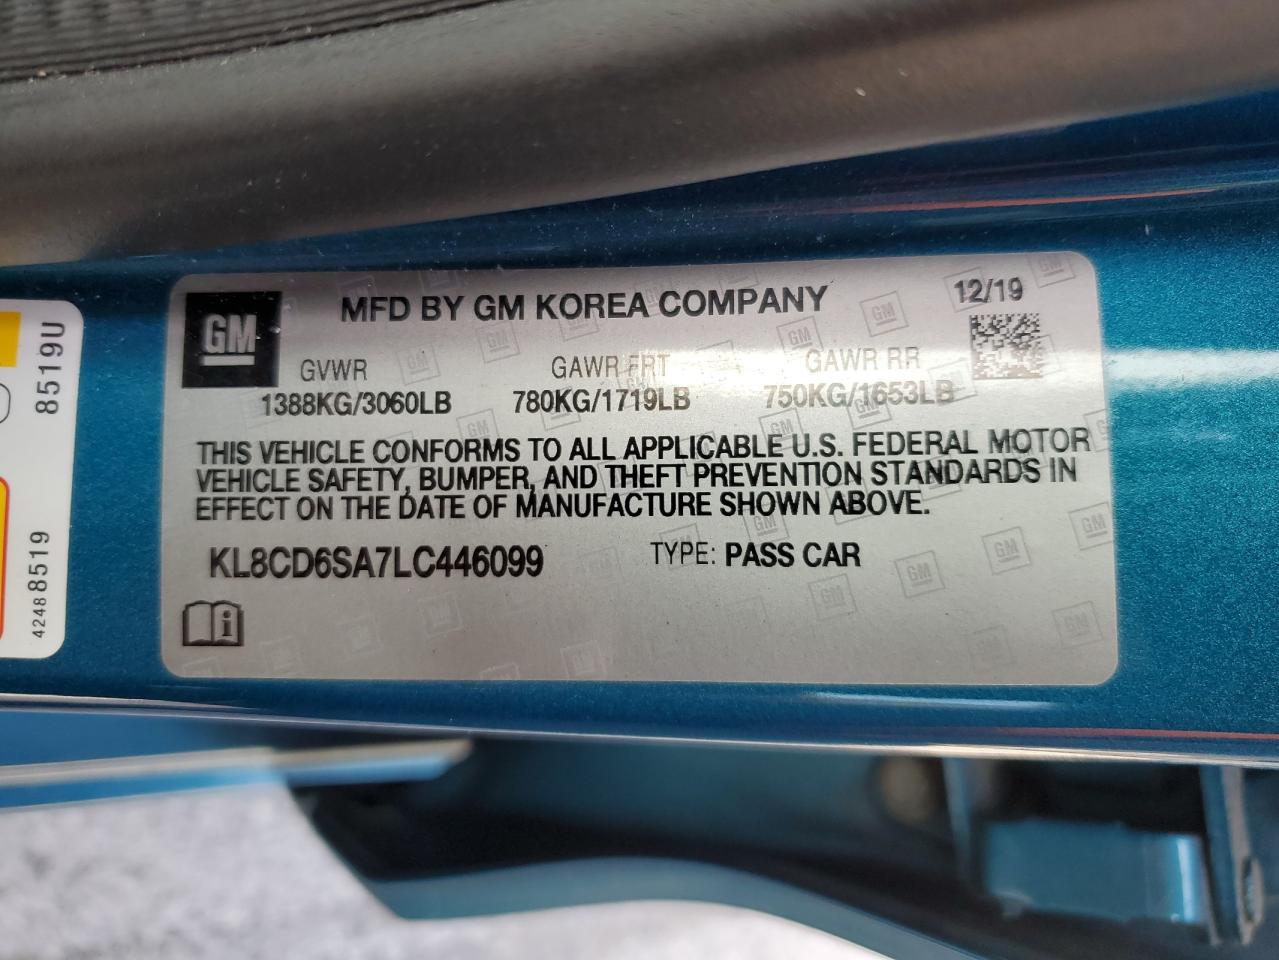 GM
MFD BY GM KOREA COMPANY
12/19
GVWR GAWR FRT GAWR RR
1388KG/3060LB 780KG/1719LB 750KG/1653LB
THIS VEHICLE CONFORMS TO ALL APPLICABLE U.S. FEDERAL MOTOR
VEHICLE SAFETY, BUMPER, AND THEFT PREVENTION STANDARDS IN
EFFECT ON THE DATE OF MANUFACTURE SHOWN ABOVE.
KL8CD6SA7LC446099 TYPE: PASS CAR
i
8519U
42488519